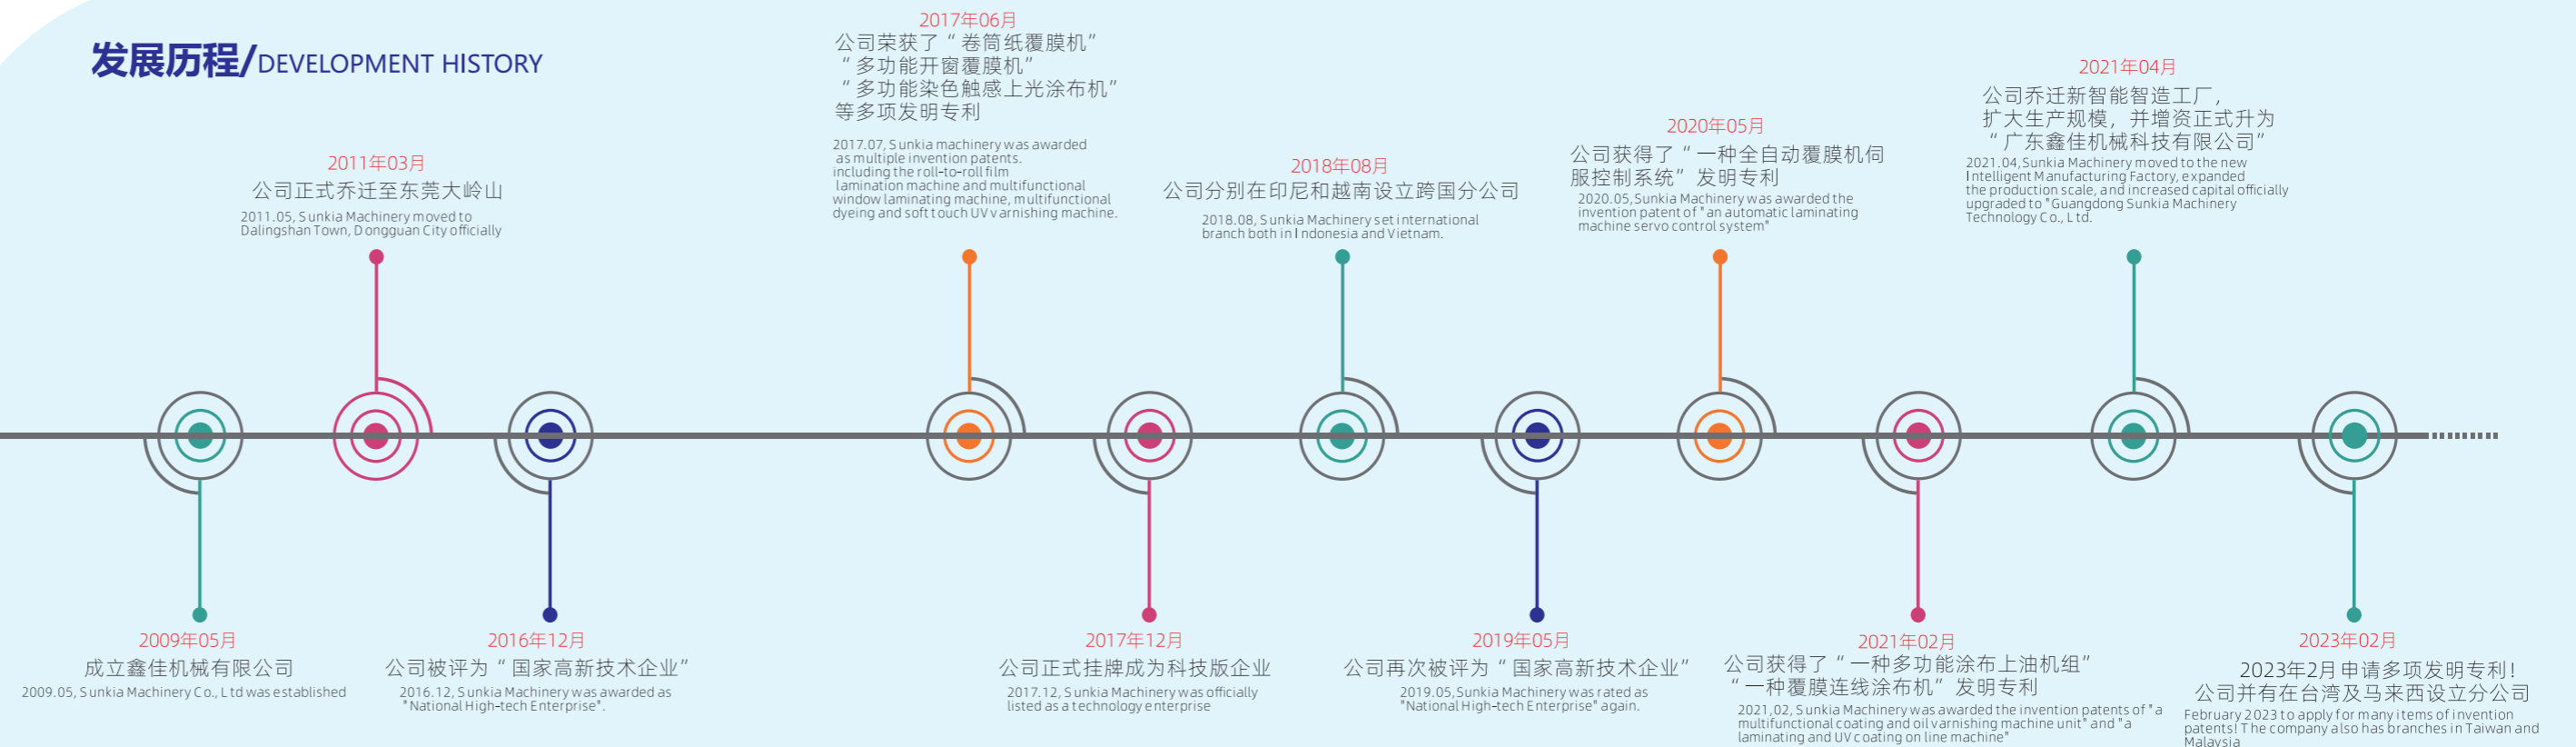 发展历程/DEVELOPMENT HISTORY
2009年05月
成立鑫佳机械有限公司
2009.05, Sunkia Machinery Co., Ltd was established
2011年03月
公司正式乔迁至东莞大岭山
2011.05, Sunkia Machinery moved to
Dalingshan Town, Dongguan City officially
2016年12月
公司被评为“国家高新技术企业”
2016.12, Sunkia Machinery was awarded as
"National High-tech Enterprise".
2017年06月
公司荣获了“卷筒纸覆膜机”
“多功能开窗覆膜机”
“多功能染色触感上光涂布机”
等多项发明专利
2017.07, Sunkia machinery was awarded
as multiple invention patents.
including the roll-to-roll film
lamination machine and multifunctional
window laminating machine, multifunctional
dyeing and soft touch UV varnishing machine.
2017年12月
公司正式挂牌成为科技版企业
2017.12, Sunkia Machinery was officially
listed as a technology enterprise
2018年08月
公司分别在印尼和越南设立跨国分公司
2018.08, Sunkia Machinery set international
branch both in Indonesia and Vietnam.
2019年05月
公司再次被评为“国家高新技术企业”
2019.05, Sunkia Machinery was rated as
"National High-tech Enterprise" again.
2020年05月
公司获得了“一种全自动覆膜机伺
服控制系统”发明专利
2020.05, Sunkia Machinery was awarded the
invention patent of "an automatic laminating
machine servo control system"
2021年02月
公司获得了“一种多功能涂布上油机组”
“一种覆膜连线涂布机”发明专利
2021,02, Sunkia Machinery was awarded the invention patents of "a
multifunctional coating and oil varnishing machine unit" and "a
laminating and UV coating on line machine"
2021年04月
公司乔迁新智能智造工厂,
扩大生产规模，并增资正式升为
“广东鑫佳机械科技有限公司”
2021.04, Sunkia Machinery moved to the new
Intelligent Manufacturing Factory, expanded
the production scale, and increased capital officially
upgraded to "Guangdong Sunkia Machinery
Technology Co., Ltd.
2023年02月
2023年2月申请多项发明专利！
公司并有在台湾及马来西设立分公司
February 2023 to apply for many items of invention
patents! The company also has branches in Taiwan and
Malaysia